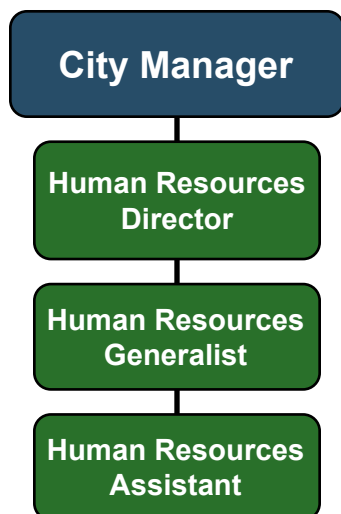 City Manager
Human Resources
Director
Human Resources
Generalist
Human Resources
Assistant